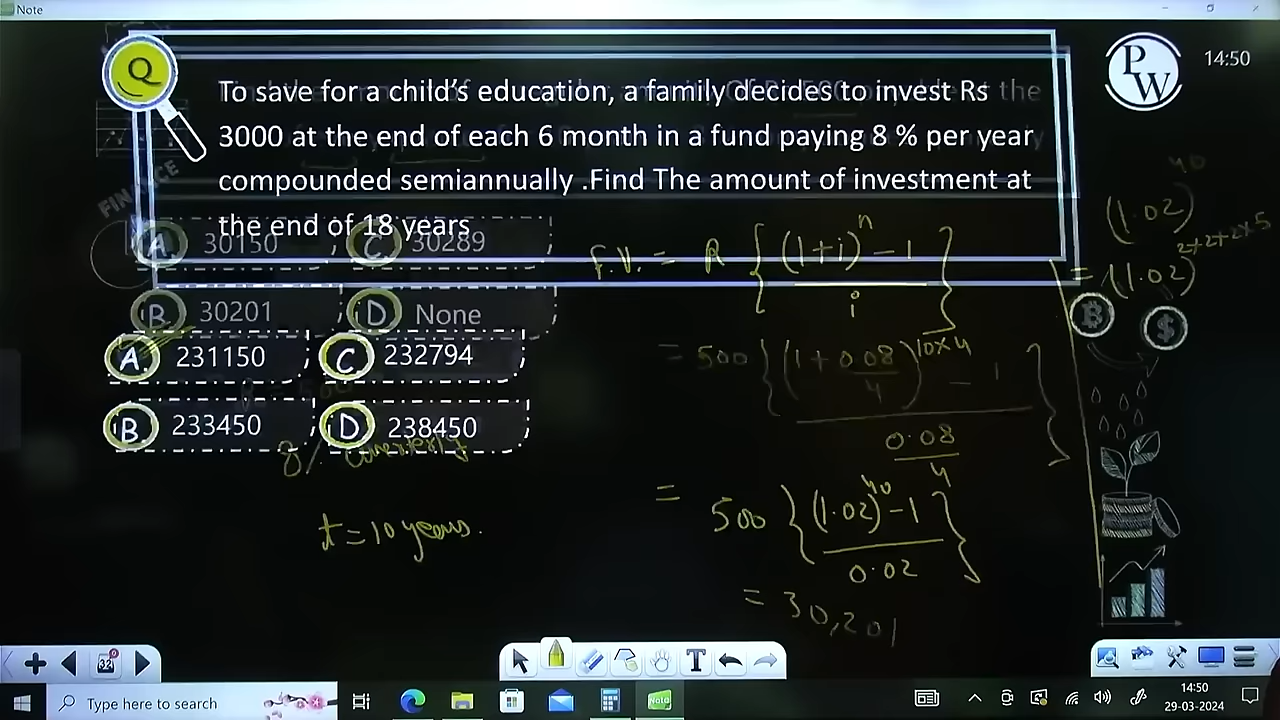 Note
Q
To save for a child's education, a family decides to invest Rs
3000 at the end of each 6 month in a fund paying 8 % per year
compounded semiannually .Find The amount of investment at
the end of 18 years
PW
14:50
FINANCE
A. 30150
C 30289
B 30201
D None
A. 231150
C 232794
B. 233450
D 238450
8% Quarterly
t = 10 years.
F.V. = R { (1+i)^n - 1 / i }
= 500 { (1 + 0.08/4)^10×4 - 1 / 0.08/4 }
= 500 { (1.02)^40 - 1 / 0.02 }
= 30,201
(1.02)^40
= (1.02)^2×2×2×5
Type here to search
14:50
29-03-2024